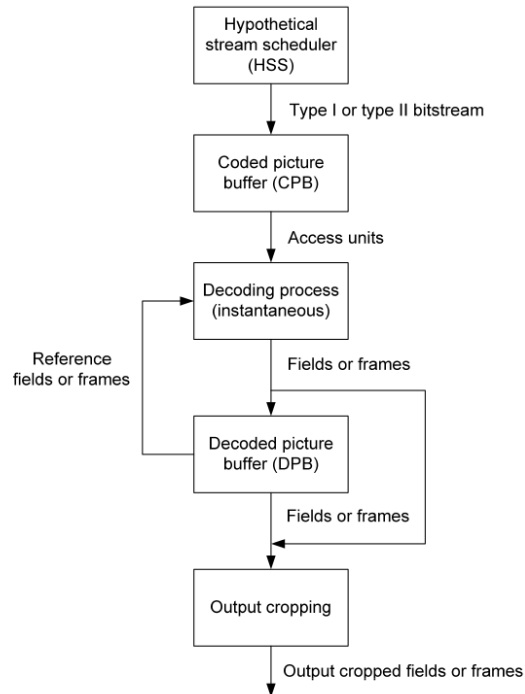 Hypothetical
stream scheduler
(HSS)
Type I or type II bitstream
Coded picture
buffer (CPB)
Access units
Decoding process
(instantaneous)
Reference
fields or frames
Fields or frames
Decoded picture
buffer (DPB)
Fields or frames
Output cropping
Output cropped fields or frames